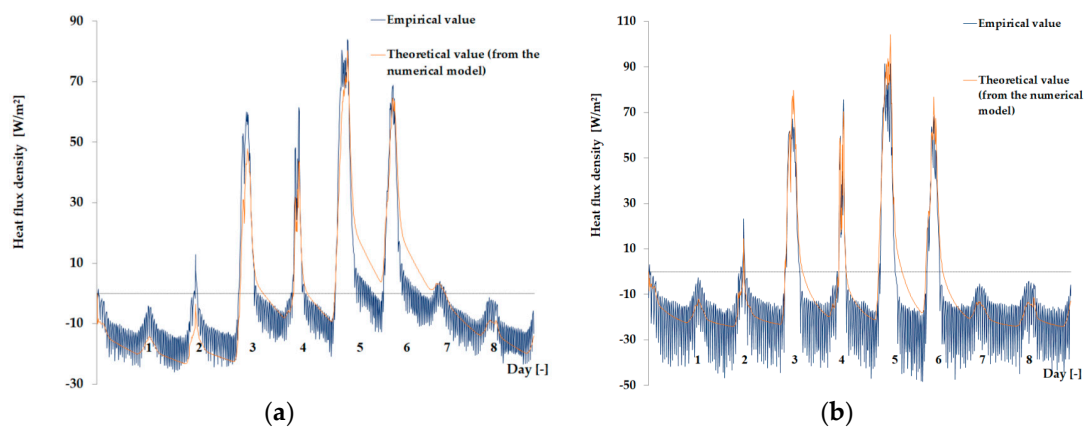 90
70
50
30
10
-10
-30
Heat flux density [W/m²]
Empirical value
Theoretical value (from the
numerical model)
1 2 3 4 5 6 7 8
Day [-]
(a)
110
90
70
50
30
10
-10
-30
-50
Heat flux density [W/m²]
Empirical value
Theoretical value
(from the numerical
model)
1 2 3 4 5 6 7 8
Day [-]
(b)